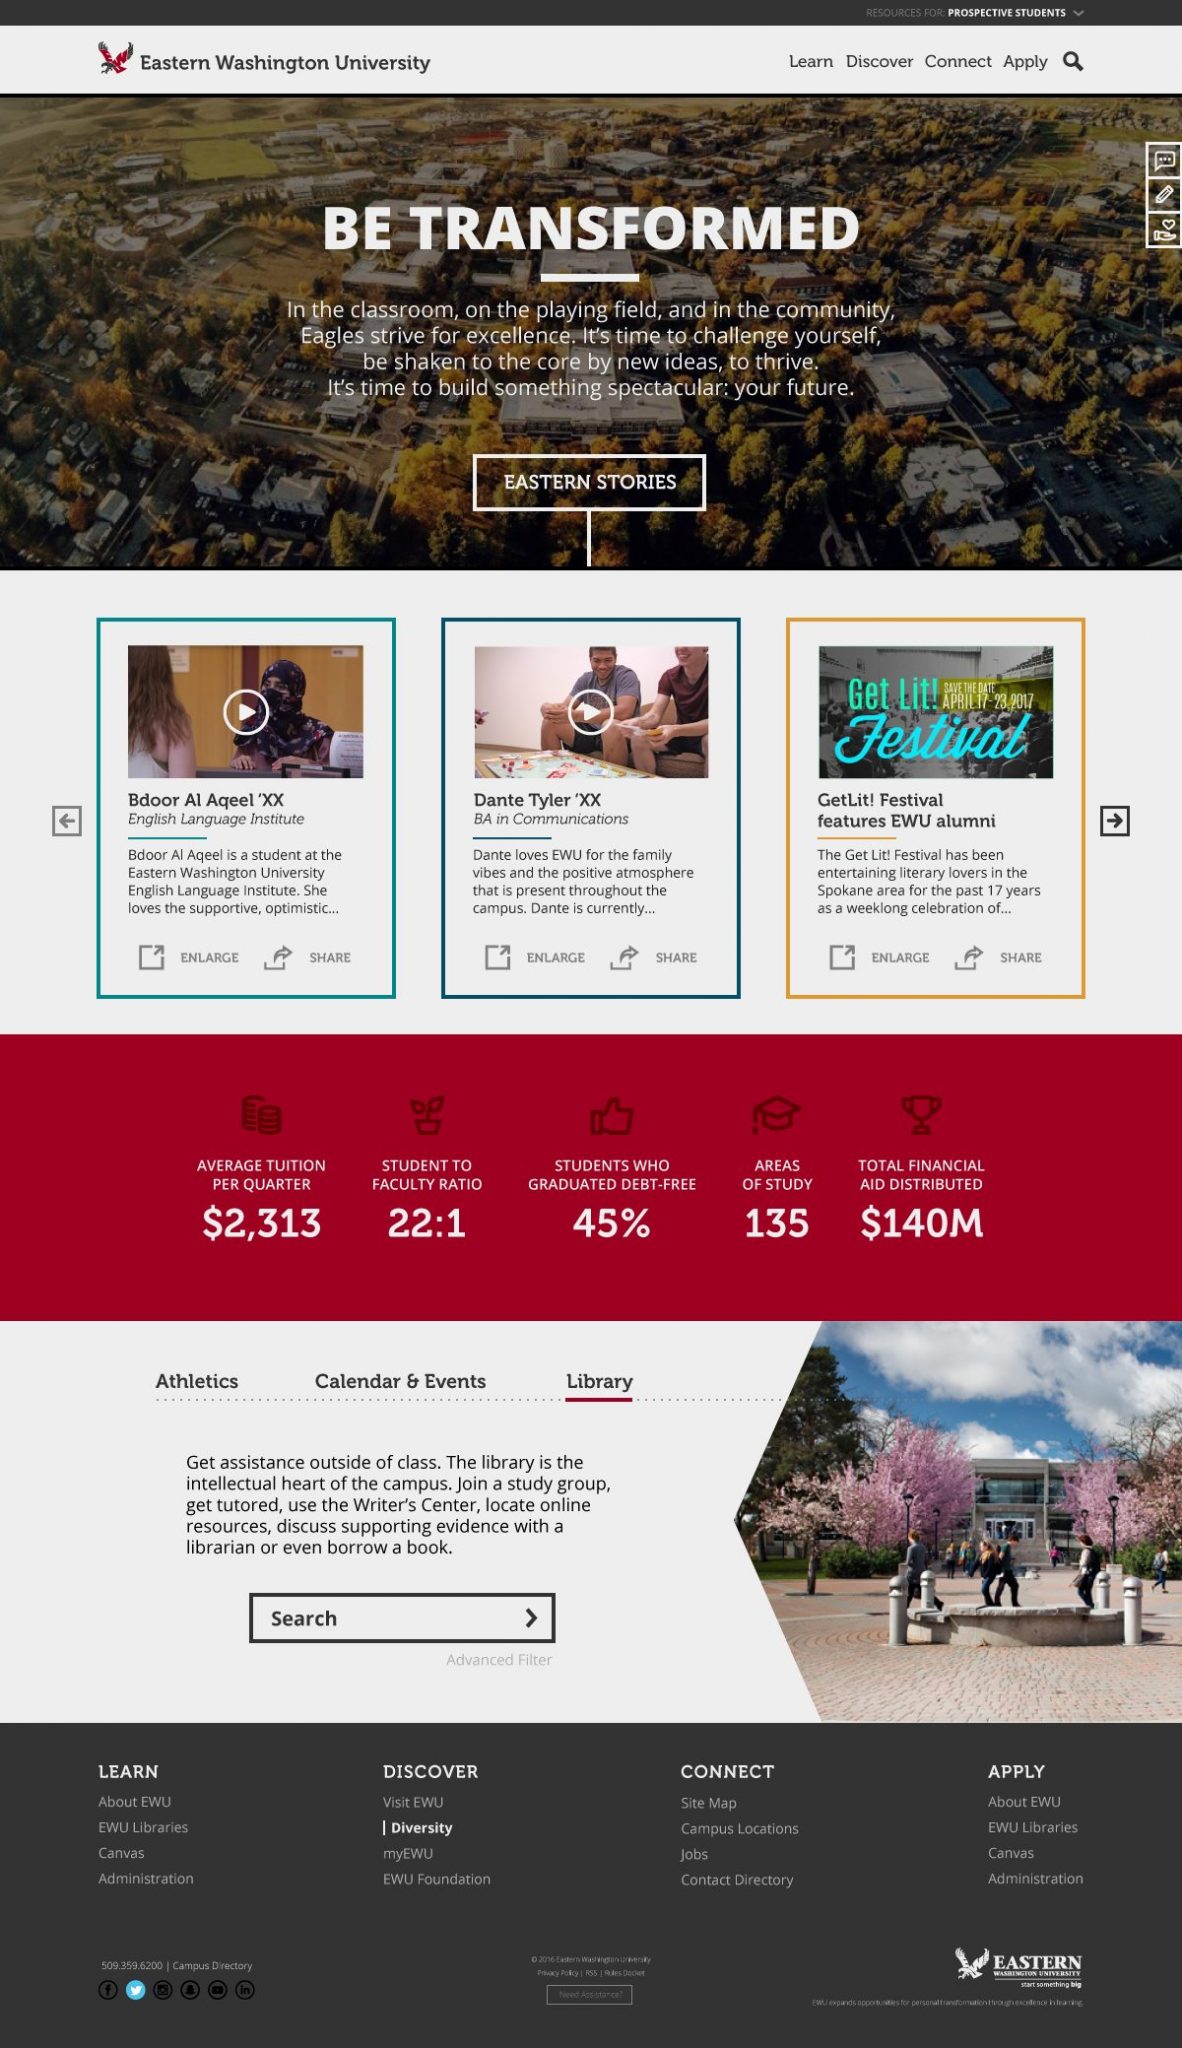 RESOURCES FOR: PROSPECTIVE STUDENTS
Eastern Washington University
Learn Discover Connect Apply
BE TRANSFORMED
In the classroom, on the playing field, and in the community,
Eagles strive for excellence. It's time to challenge yourself,
be shaken to the core by new ideas, to thrive.
It's time to build something spectacular: your future.
EASTERN STORIES
Bdoor Al Aqeel 'XX
English Language Institute
Bdoor Al Aqeel is a student at the
Eastern Washington University
English Language Institute. She
loves the supportive, optimistic...
ENLARGE SHARE
Dante Tyler 'XX
BA in Communications
Dante loves EWU for the family
vibes and the positive atmosphere
that is present throughout the
campus. Dante is currently...
ENLARGE SHARE
Get Lit!
SAVE THE DATE
APRIL 17-23, 2017
Festival
GetLit! Festival
features EWU alumni
The Get Lit! Festival has been
entertaining literary lovers in the
Spokane area for the past 17 years
as a weeklong celebration of...
ENLARGE SHARE
AVERAGE TUITION
PER QUARTER
$2,313
STUDENT TO
FACULTY RATIO
22:1
STUDENTS WHO
GRADUATED DEBT-FREE
45%
AREAS
OF STUDY
135
TOTAL FINANCIAL
AID DISTRIBUTED
$140M
Athletics Calendar & Events Library
Get assistance outside of class. The library is the
intellectual heart of the campus. Join a study group,
get tutored, use the Writer's Center, locate online
resources, discuss supporting evidence with a
librarian or even borrow a book.
Search
Advanced Filter
LEARN
About EWU
EWU Libraries
Canvas
Administration
DISCOVER
Visit EWU
Diversity
myEWU
EWU Foundation
CONNECT
Site Map
Campus Locations
Jobs
Contact Directory
APPLY
About EWU
EWU Libraries
Canvas
Administration
509.359.6200 | Campus Directory
© 2016 Eastern Washington University
Privacy Policy | RSS | Rules Docket
Need Assistance?
EASTERN
WASHINGTON UNIVERSITY
start something big
EWU expands opportunities for personal transformation through excellence in learning.